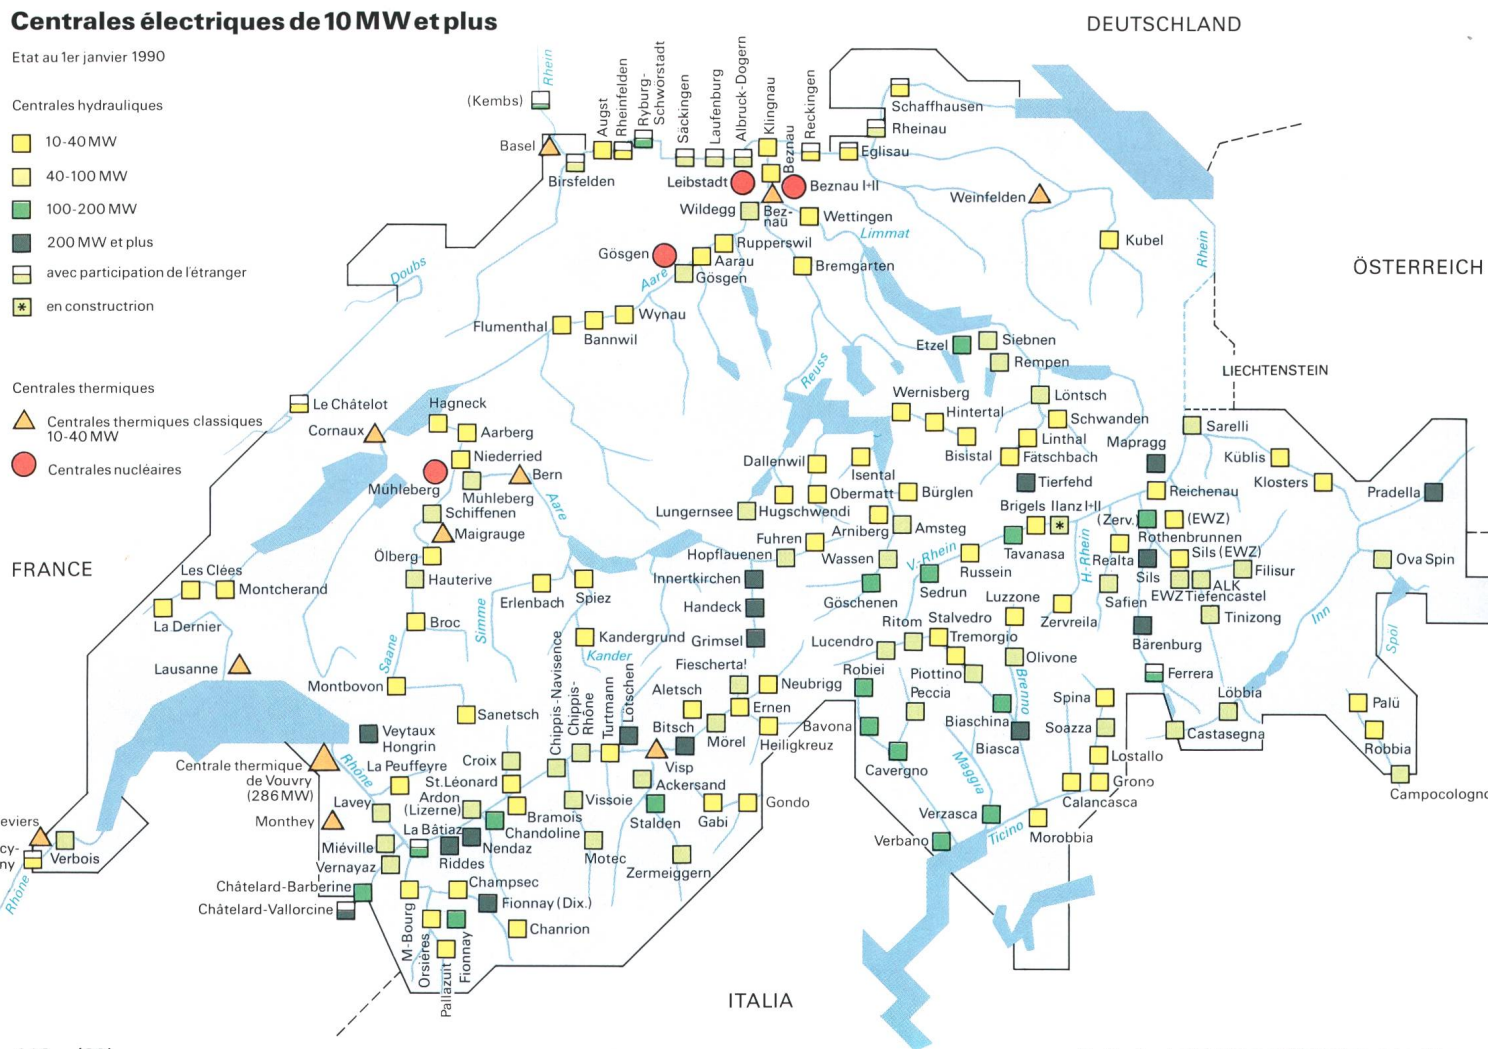 Centrales électriques de 10 MW et plus
Etat au 1er janvier 1990
Centrales hydrauliques
10-40 MW
40-100 MW
100-200 MW
200 MW et plus
avec participation de l'étranger
* en constructrion
Centrales thermiques
Centrales thermiques classiques
10-40 MW
Centrales nucléaires
DEUTSCHLAND
ÖSTERREICH
LIECHTENSTEIN
FRANCE
ITALIA
Rhein
(Kembs)
Basel
Birsfelden
Augst
Rheinfelden
Ryburg-
Schwörstadt
Säckingen
Laufenburg
Albruck-Dogern
Klingnau
Beznau
Reckingen
Schaffhausen
Rheinau
Eglisau
Leibstadt
Beznau I+II
Wildegg
Bez-
nau
Wettingen
Limmat
Weinfelden
Kubel
Rhein
Gösgen
Rupperswil
Aarau
Gösgen
Aare
Bremgarten
Doubs
Flumenthal
Bannwil
Wynau
Reuss
Etzel
Siebnen
Rempen
Le Châtelot
Cornaux
Hagneck
Aarberg
Niederried
Mühleberg
Mühleberg
Bern
Aare
Schiffenen
Maigrauge
Ölberg
Hauterive
Broc
Saane
Simme
Montbovon
Sanetsch
Erlenbach
Spiez
Kandergrund
Kander
Les Clées
Montcherand
La Dernier
Lausanne
Wernisberg
Hintertal
Bisistal
Löntsch
Schwanden
Linthal
Fätschbach
Tierfehd
Mapragg
Sarelli
Küblis
Klosters
Pradella
Dallenwil
Isental
Obermatt
Bürglen
Lungernsee
Hugschwendi
Arniberg
Amsteg
Fuhren
Hopflauenen
Wassen
Innertkirchen
Handeck
Grimsel
Göschenen
V-Rhein
Russein
Sedrun
Brigels
Ilanz I+II
Tavanasa
Reichenau
(Zerv.)
(EWZ)
Rothenbrunnen
H.-Rhein
Realta
Sils
Sils (EWZ)
Filisur
EWZ
ALK
Tiefencastel
Safien
Zervreila
Tinizong
Bärenburg
Ferrera
Ova Spin
Inn
Spöl
Luzzone
Stalvedro
Ritom
Tremorgio
Lucendro
Olivone
Piottino
Peccia
Robiei
Bavona
Cavergno
Biaschina
Biasca
Brenno
Maggia
Spina
Soazza
Lostallo
Grono
Calancasca
Löbbia
Castasegna
Palü
Robbia
Campocologno
Verzasca
Verbano
Ticino
Morobbia
Fieschertal
Aletsch
Neubrigg
Ernen
Mörel
Heiligkreuz
Bitsch
Visp
Ackersand
Stalden
Gabi
Gondo
Zermeiggern
Lötschen
Turtmann
Chippis-
Rhône
Chippis-Navisence
Vissoie
Motec
Veytaux
Hongrin
Rhône
La Peuffeyre
Croix
St.Léonard
Ardon
(Lizerne)
Bramois
Chandoline
Nendaz
Riddes
La Bâtiaz
Centrale thermique
de Vouvry
(286 MW)
Lavey
Monthey
Miéville
Vernayaz
Châtelard-Barberine
Châtelard-Vallorcine
M-Bourg
Orsières
Pallazuit
Fionnay
Champsec
Fionnay (Dix.)
Chanrion
eviers
cy-
ny
Verbois
Rhône